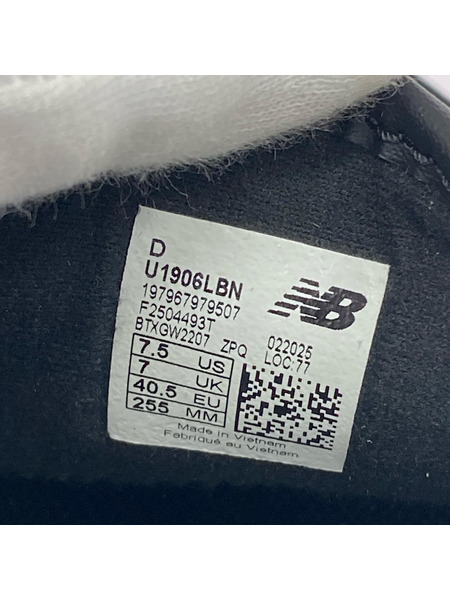 D
U1906LBN
197967979507
F2504493T
BTXGW2207 ZPQ
022025
LOC:77
NB
7.5 US
7 UK
40.5 EU
255 MM
Made in Vietnam
Fabriqué au Vietnam